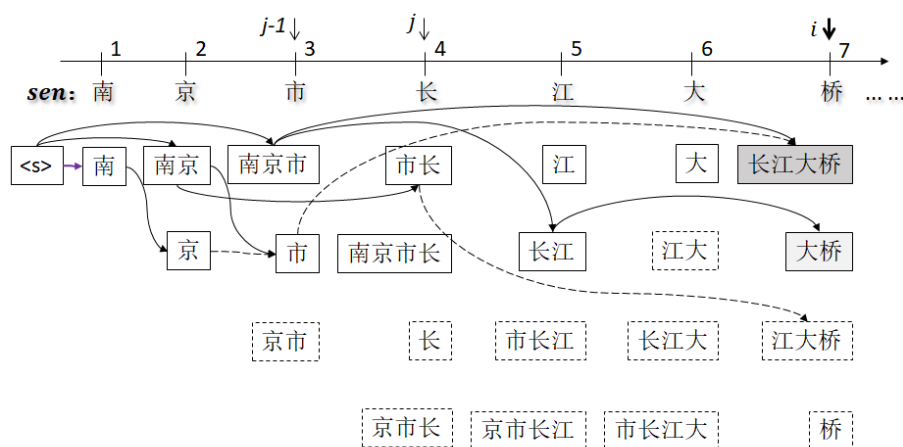 j-1 j i
1 2 3 4 5 6 7
sen: 南 京 市 长 江 大 桥 ... ...
<s> 南 南京 南京市 市长 江 大 长江大桥
京 市 南京市长 长江 江大 大桥
京市 长 市长江 长江大 江大桥
京市长 京市长江 市长江大 桥